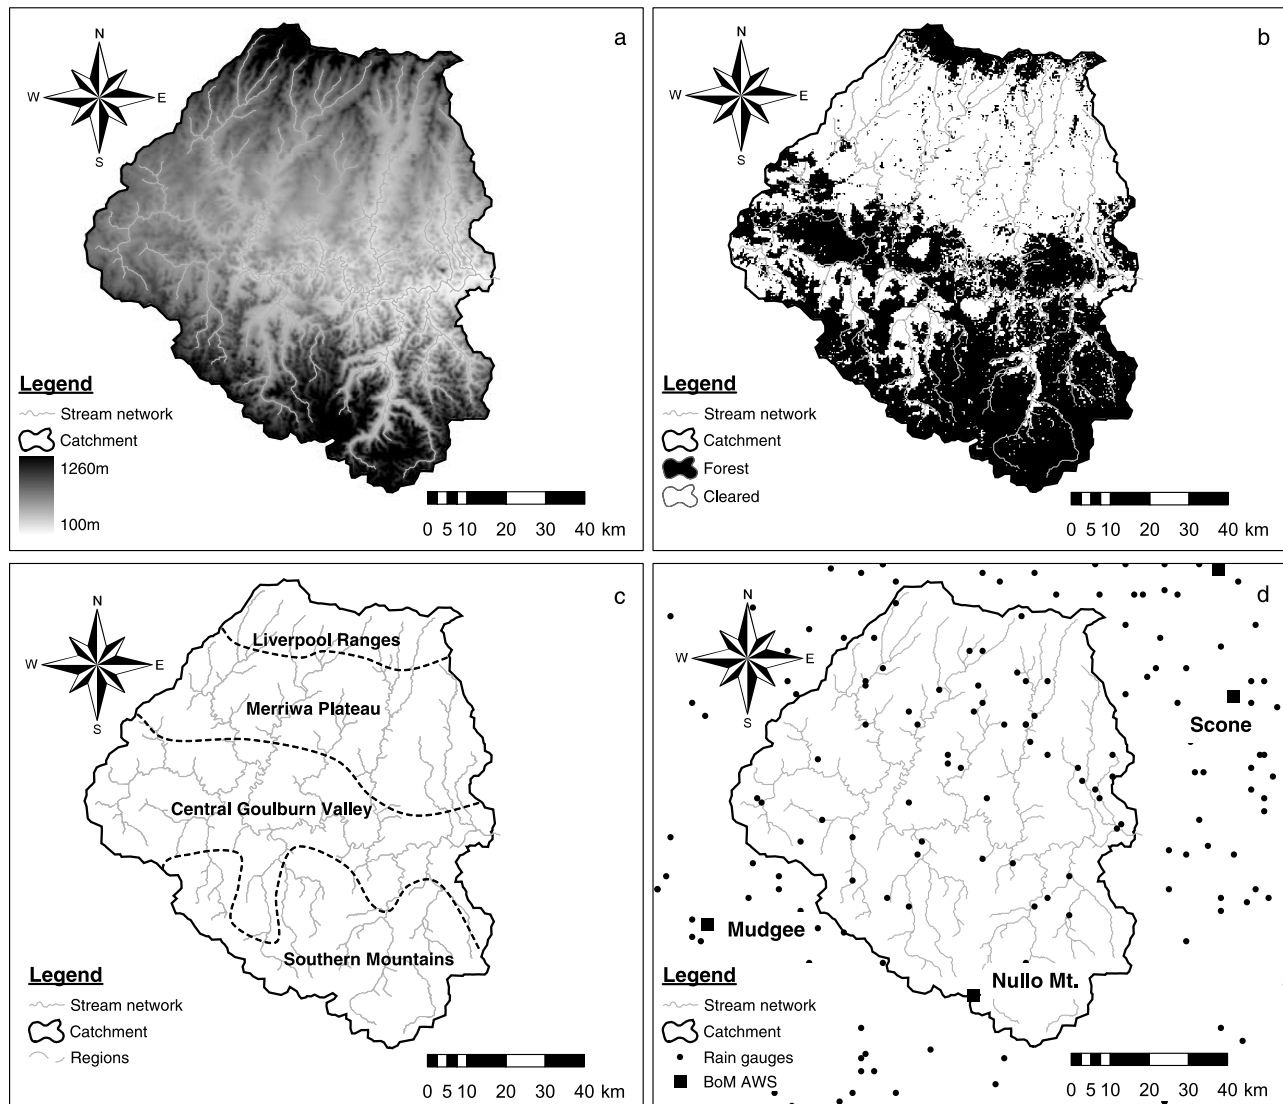 a
N
W E
S
Legend
Stream network
Catchment
1260m
100m
0 5 10 20 30 40 km
b
N
W E
S
Legend
Stream network
Catchment
Forest
Cleared
0 5 10 20 30 40 km
c
N
W E
S
Liverpool Ranges
Merriwa Plateau
Central Goulburn Valley
Southern Mountains
Legend
Stream network
Catchment
Regions
0 5 10 20 30 40 km
d
N
W E
S
Scone
Mudgee
Nullo Mt.
Legend
Stream network
Catchment
Rain gauges
BoM AWS
0 5 10 20 30 40 km